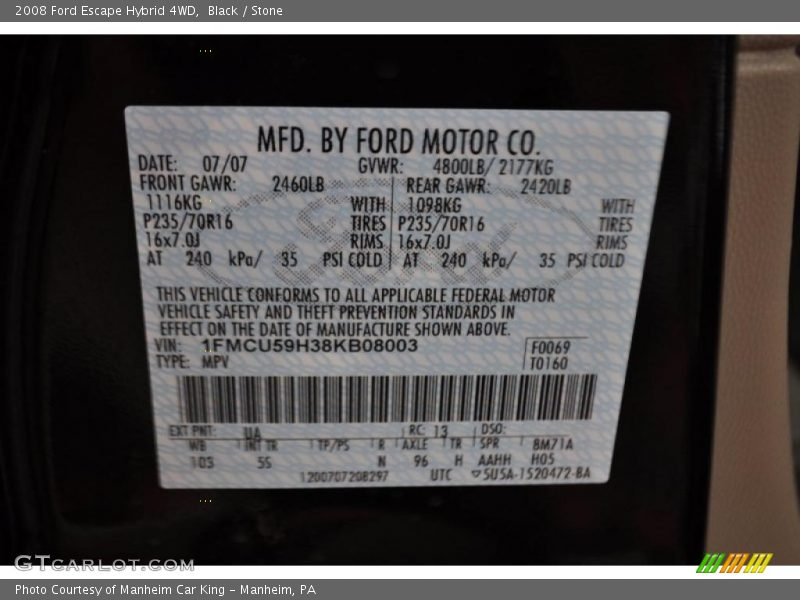 2008 Ford Escape Hybrid 4WD, Black / Stone
MFD. BY FORD MOTOR CO.
DATE: 07/07 GVWR: 4800LB/ 2177KG
FRONT GAWR: 2460LB REAR GAWR: 2420LB
1116KG WITH 1098KG WITH
P235/70R16 TIRES P235/70R16 TIRES
16x7.0J RIMS 16x7.0J RIMS
AT 240 kPa/ 35 PSI COLD AT 240 kPa/ 35 PSI COLD
THIS VEHICLE CONFORMS TO ALL APPLICABLE FEDERAL MOTOR
VEHICLE SAFETY AND THEFT PREVENTION STANDARDS IN
EFFECT ON THE DATE OF MANUFACTURE SHOWN ABOVE.
VIN: 1FMCU59H38KB08003 F0069
TYPE: MPV T0160
EXT PNT: UA RC: 13 DSO:
WB INT TR TP/PS R AXLE TR SPR 8M71A
103 5S N 96 H AAHH H05
1200707208297 UTC ▽5U5A-1520472-BA
GTCARLOT.COM
Photo Courtesy of Manheim Car King - Manheim, PA